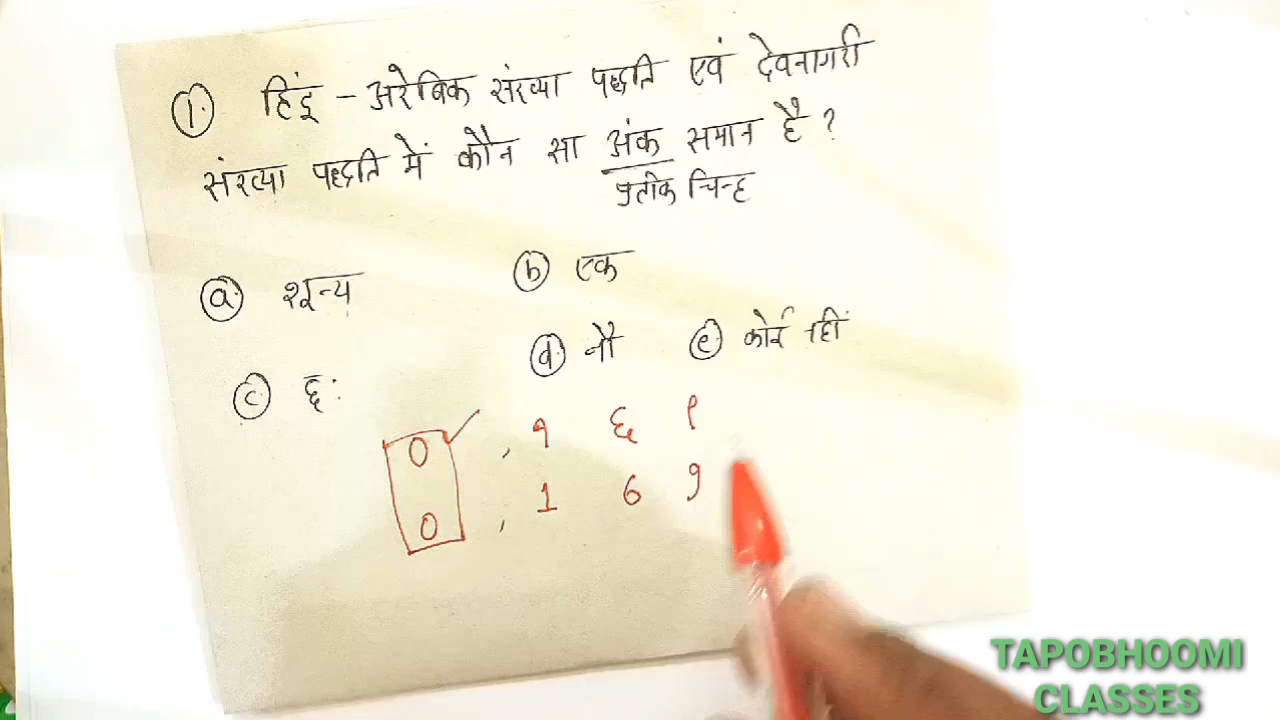 ① हिंदू - अरेबिक संख्या पद्धति एवं देवनागरी
संख्या पद्धति में कौन सा अंक समान है ?
प्रतीक चिन्ह
ⓐ शून्य ⓑ एक
ⓒ छ: ⓓ नौ ⓔ कोई नहीं
0 , १ ६ ९
0 , 1 6 9
TAPOBHOOMI
CLASSES